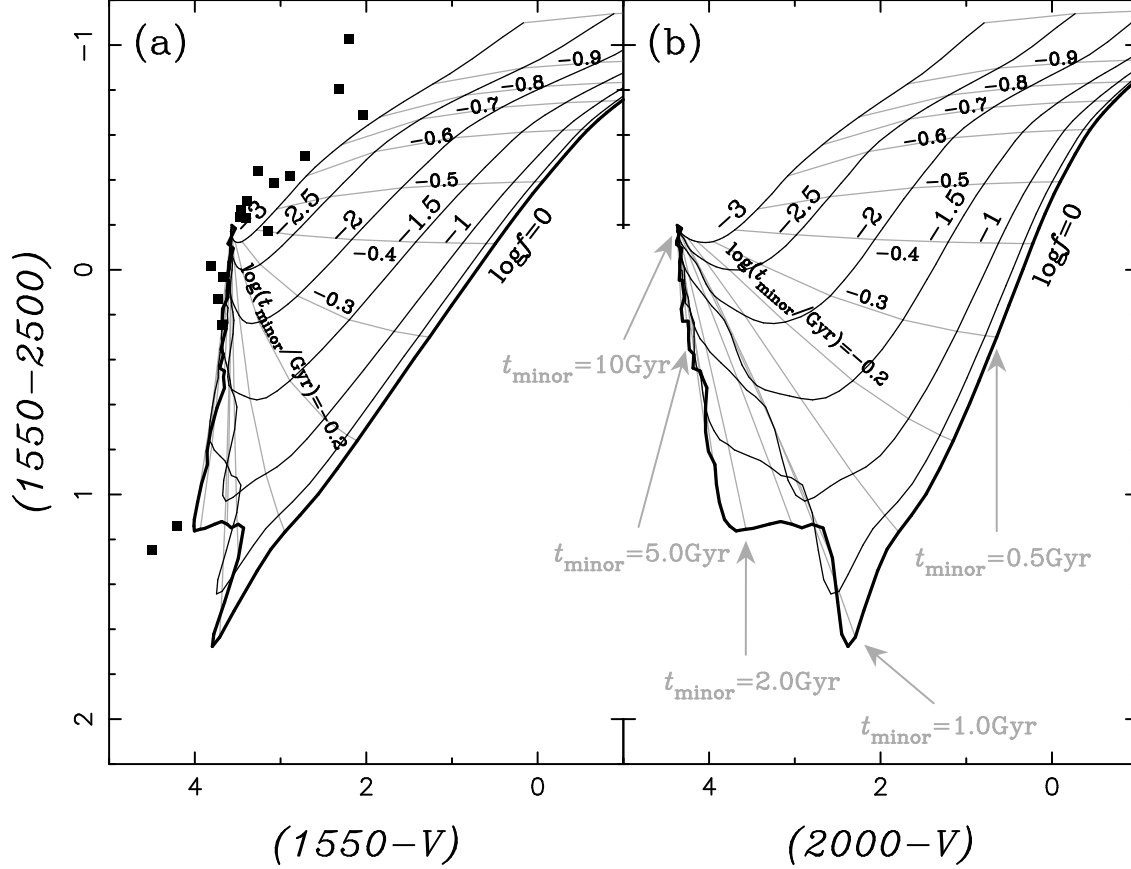 (a)
(b)
−1
0
1
2
(1550−2500)
−0.9
−0.8
−0.7
−0.6
−0.5
−0.4
−0.3
log(t_minor/Gyr)=−0.2
−3
−2.5
−2
−1.5
−1
logf=0
−0.9
−0.8
−0.7
−0.6
−0.5
−0.4
−0.3
log(t_minor/Gyr)=−0.2
−3
−2.5
−2
−1.5
−1
logf=0
t_minor=10Gyr
t_minor=5.0Gyr
t_minor=0.5Gyr
t_minor=2.0Gyr
t_minor=1.0Gyr
4 2 0
4 2 0
(1550−V)
(2000−V)